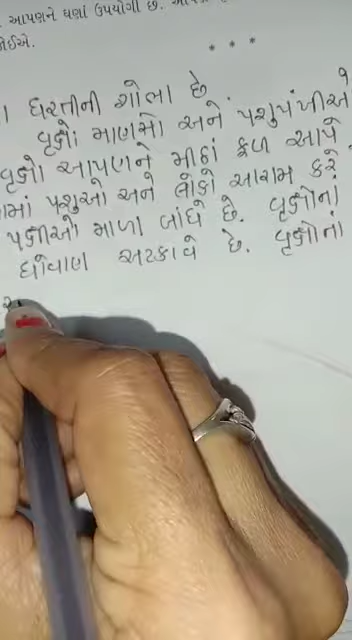 આપણને ઘણાં ઉપયોગી છે.
જોઈએ.
* * *
ધરતીની શોભા છે
વૃક્ષો માણસો અને પશુપંખીઓ
વૃક્ષો આપણને મીઠાં ફળ આપે
માં પશુઓ અને લોકો આરામ કરે
પક્ષીઓ માળા બાંધે છે. વૃક્ષોનાં
ધોવાણ અટકાવે છે. વૃક્ષોનાં